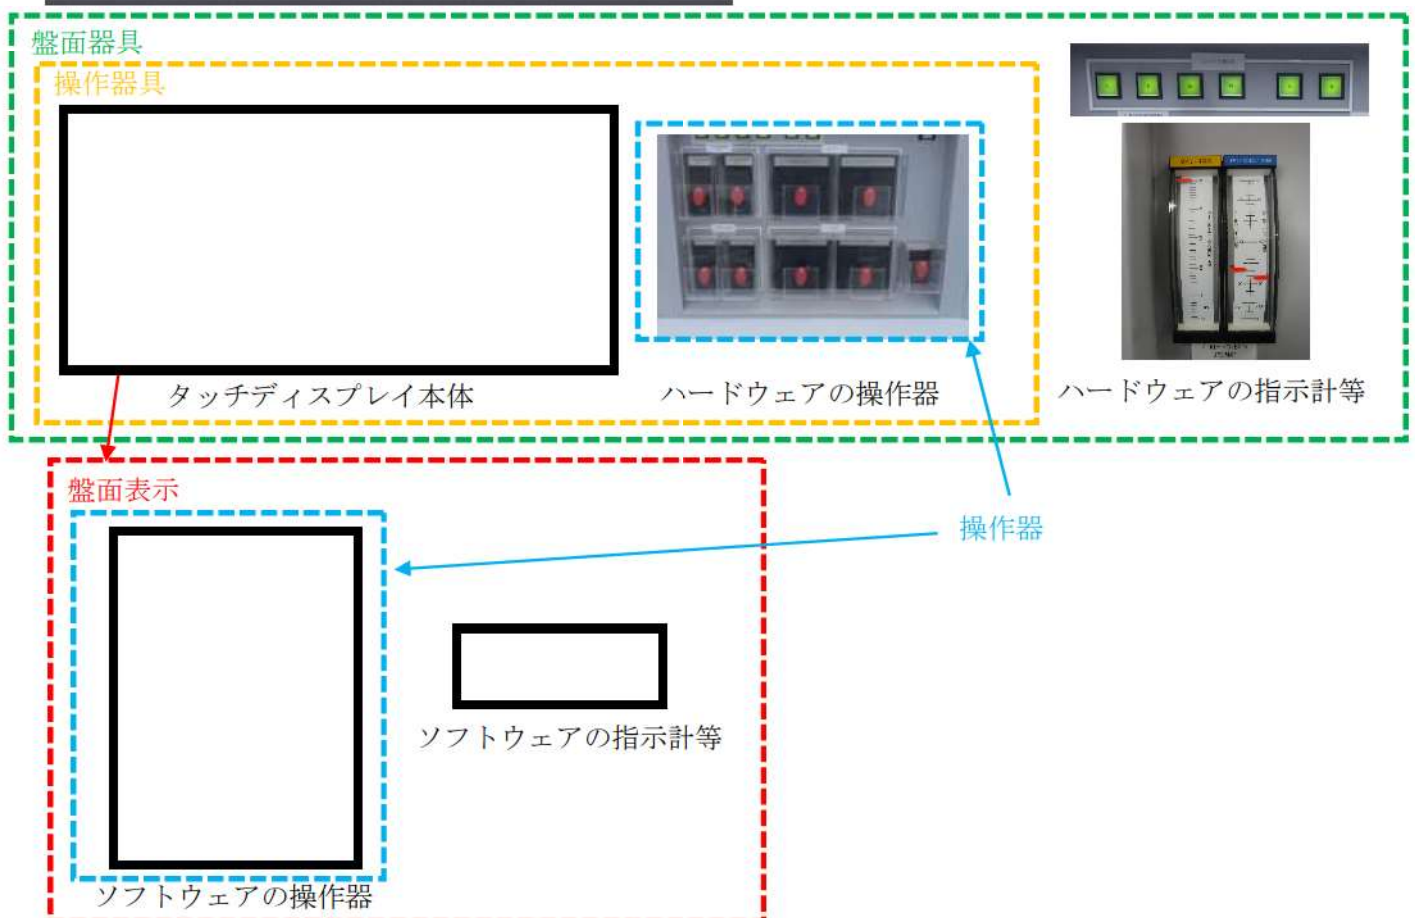 盤面器具
操作器具
タッチディスプレイ本体
ハードウェアの操作器
ハードウェアの指示計等
盤面表示
操作器
ソフトウェアの指示計等
ソフトウェアの操作器